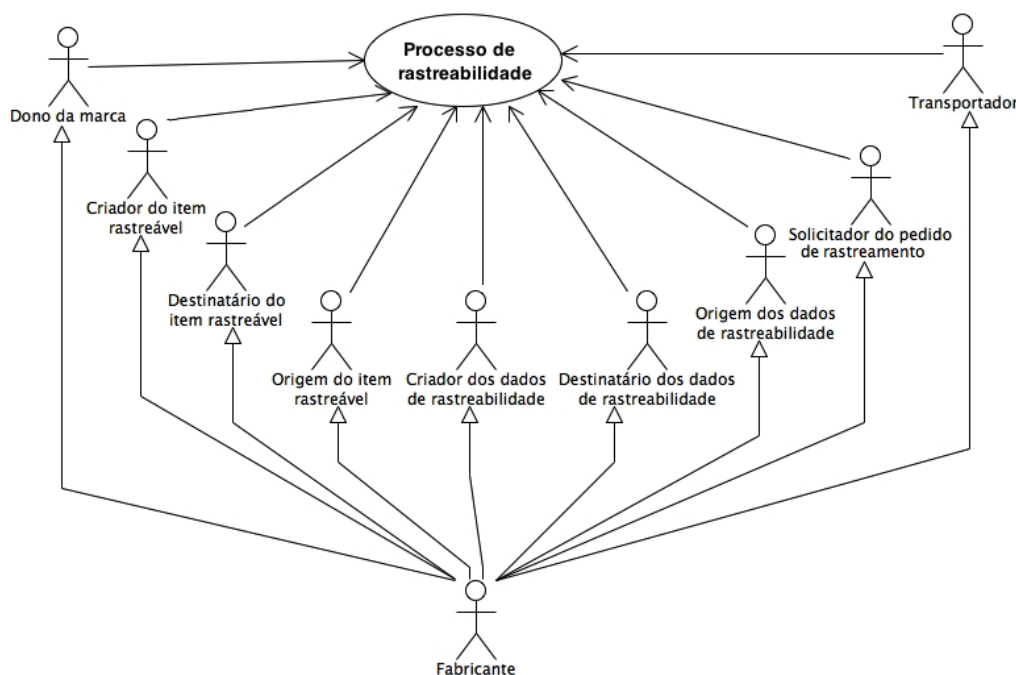 Processo de
rastreabilidade
Dono da marca
Transportador
Criador do item
rastreável
Solicitador do pedido
de rastreamento
Destinatário do
item rastreável
Origem dos dados
de rastreabilidade
Origem do item
rastreável
Criador dos dados
de rastreabilidade
Destinatário dos dados
de rastreabilidade
Fabricante